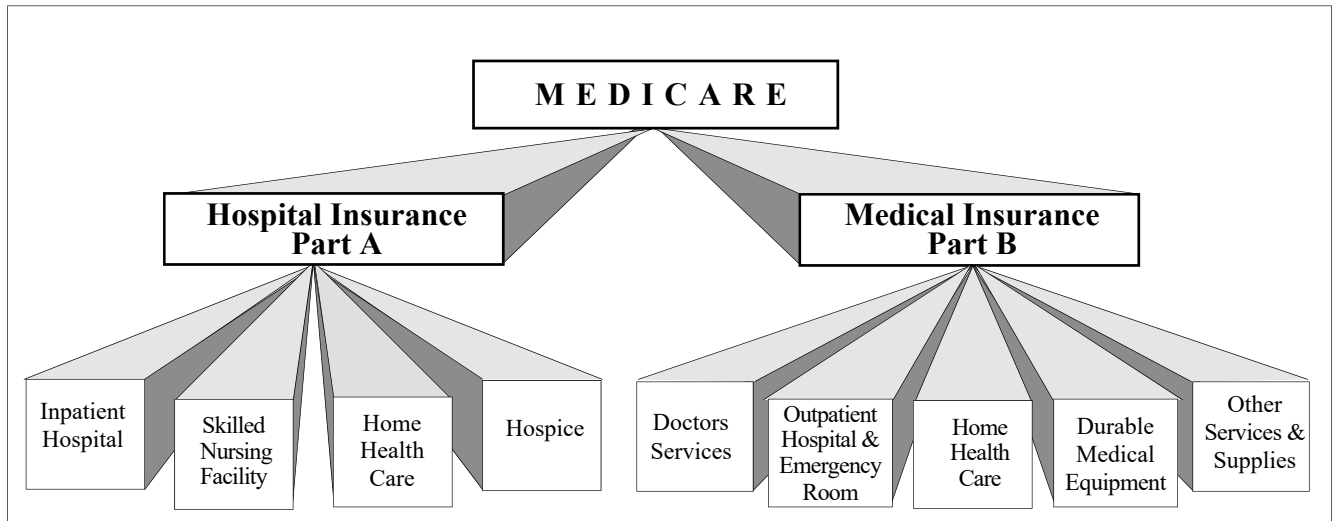 M E D I C A R E
Hospital Insurance
Part A
Medical Insurance
Part B
Inpatient
Hospital
Skilled
Nursing
Facility
Home
Health
Care
Hospice
Doctors
Services
Outpatient
Hospital &
Emergency
Room
Home
Health
Care
Durable
Medical
Equipment
Other
Services &
Supplies